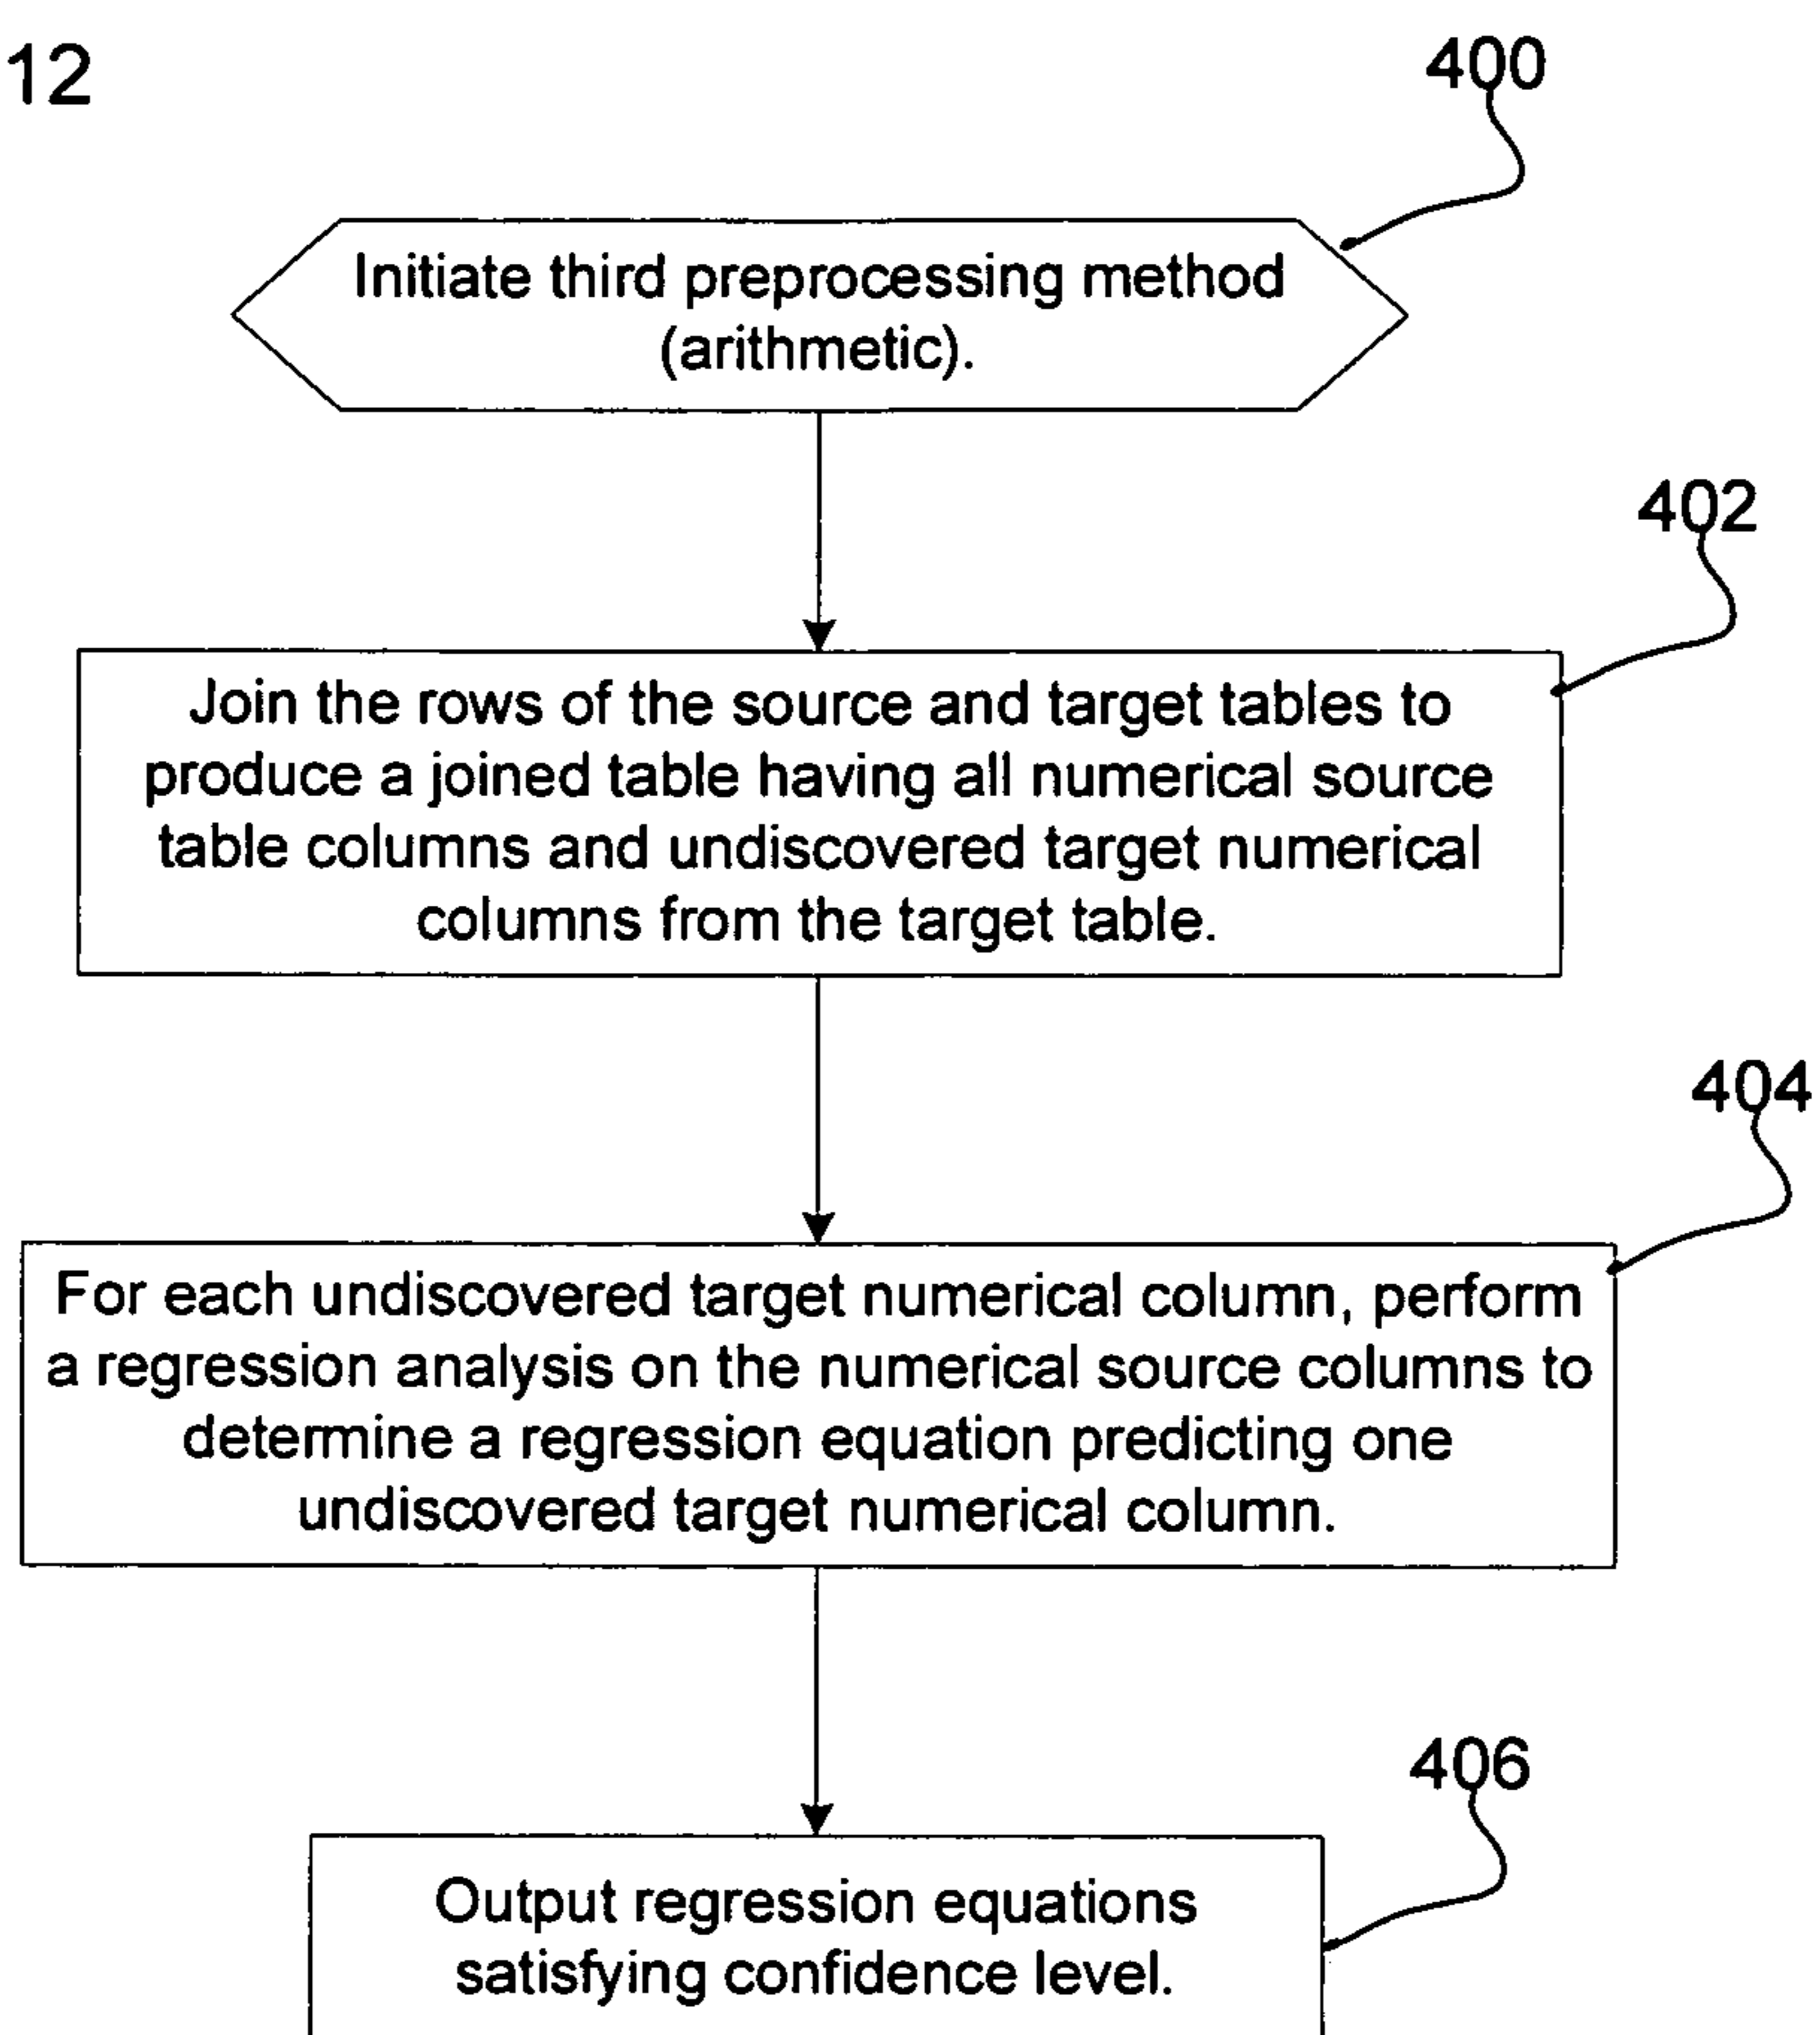 12
400
Initiate third preprocessing method
(arithmetic).
402
Join the rows of the source and target tables to
produce a joined table having all numerical source
table columns and undiscovered target numerical
columns from the target table.
404
For each undiscovered target numerical column, perform
a regression analysis on the numerical source columns to
determine a regression equation predicting one
undiscovered target numerical column.
406
Output regression equations
satisfying confidence level.